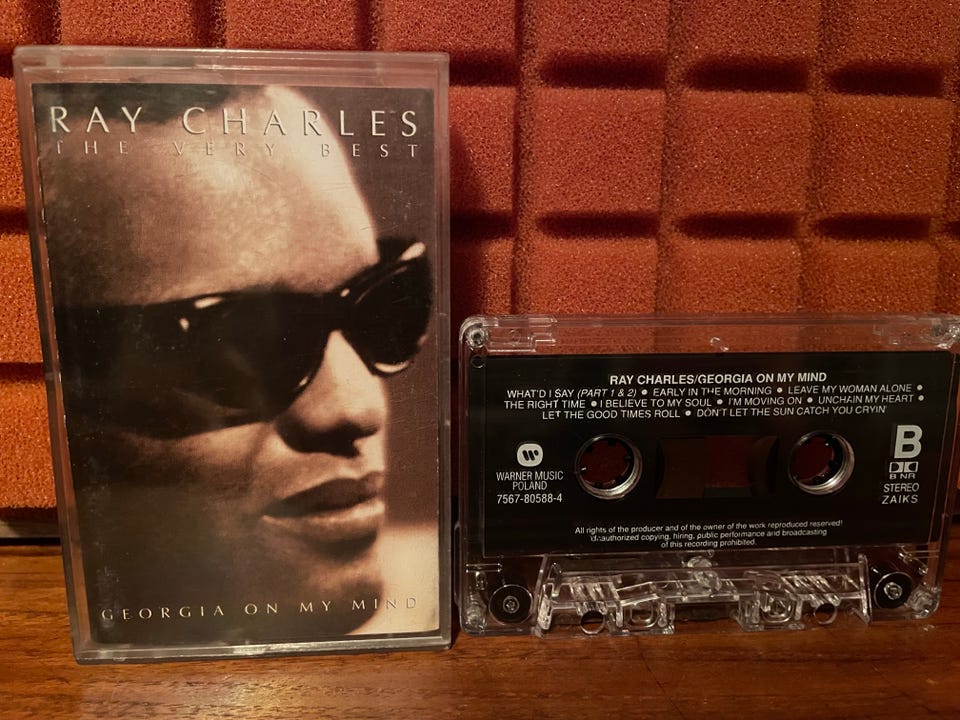 RAY CHARLES
THE VERY BEST
GEORGIA ON MY MIND
RAY CHARLES/GEORGIA ON MY MIND
WHAT'D I SAY (PART 1 & 2) • EARLY IN THE MORNING • LEAVE MY WOMAN ALONE •
THE RIGHT TIME • I BELIEVE TO MY SOUL • I'M MOVING ON • UNCHAIN MY HEART •
LET THE GOOD TIMES ROLL • DON'T LET THE SUN CATCH YOU CRYIN'
WARNER MUSIC
POLAND
7567-80588-4
B
B NR
STEREO
ZAIKS
All rights of the producer and of the owner of the work reproduced reserved!
Unauthorized copying, hiring, public performance and broadcasting
of this recording prohibited.